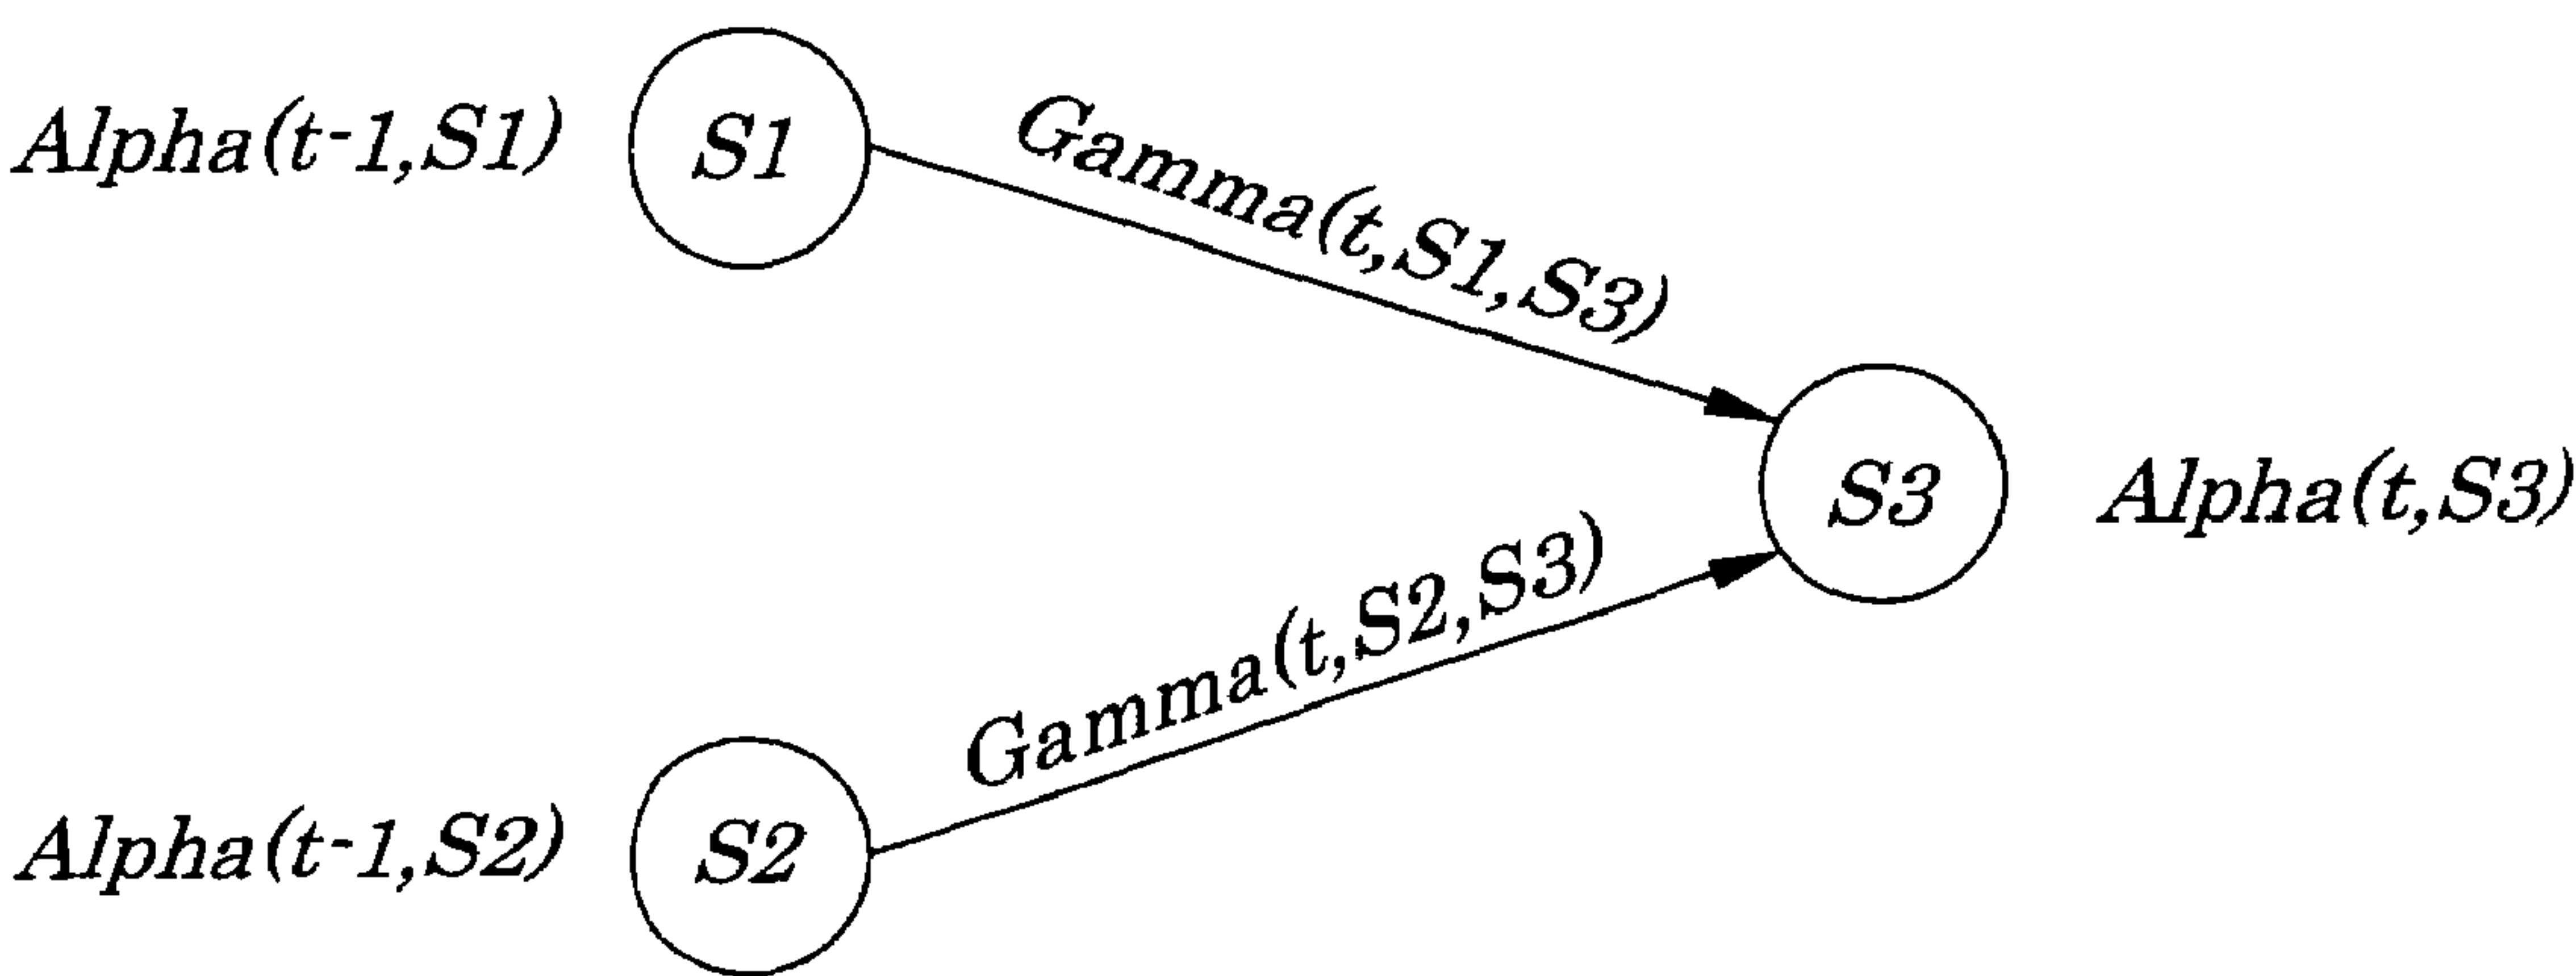 Alpha(t-1,S1)
S1
Gamma(t,S1,S3)
S3
Alpha(t,S3)
Gamma(t,S2,S3)
Alpha(t-1,S2)
S2